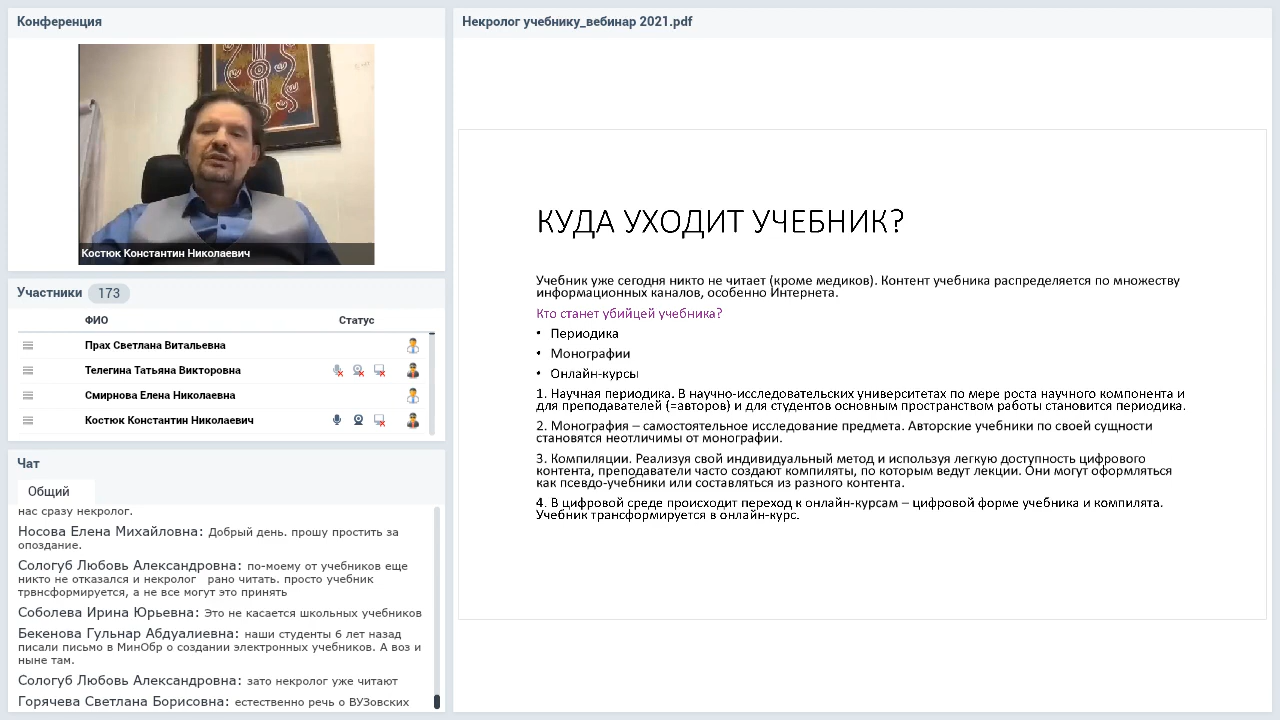 Конференция
Костюк Константин Николаевич
Участники 173
ФИО Статус
Прах Светлана Витальевна
Телегина Татьяна Викторовна
Смирнова Елена Николаевна
Костюк Константин Николаевич
Чат
Общий
нас сразу некролог.
Носова Елена Михайловна: Добрый день. прошу простить за
опоздание.
Сологуб Любовь Александровна: по-моему от учебников еще
никто не отказался и некролог рано читать. просто учебник
трвнсформируется, а не все могут это принять
Соболева Ирина Юрьевна: Это не касается школьных учебников
Бекенова Гульнар Абдуалиевна: наши студенты 6 лет назад
писали письмо в МинОбр о создании электронных учебников. А воз и
ныне там.
Сологуб Любовь Александровна: зато некролог уже читают
Горячева Светлана Борисовна: естественно речь о ВУЗовских
Некролог учебнику_вебинар 2021.pdf
КУДА УХОДИТ УЧЕБНИК?
Учебник уже сегодня никто не читает (кроме медиков). Контент учебника распределяется по множеству
информационных каналов, особенно Интернета.
Кто станет убийцей учебника?
• Периодика
• Монографии
• Онлайн-курсы
1. Научная периодика. В научно-исследовательских университетах по мере роста научного компонента и
для преподавателей (=авторов) и для студентов основным пространством работы становится периодика.
2. Монография – самостоятельное исследование предмета. Авторские учебники по своей сущности
становятся неотличимы от монографии.
3. Компиляции. Реализуя свой индивидуальный метод и используя легкую доступность цифрового
контента, преподаватели часто создают компиляты, по которым ведут лекции. Они могут оформляться
как псевдо-учебники или составляться из разного контента.
4. В цифровой среде происходит переход к онлайн-курсам – цифровой форме учебника и компилята.
Учебник трансформируется в онлайн-курс.